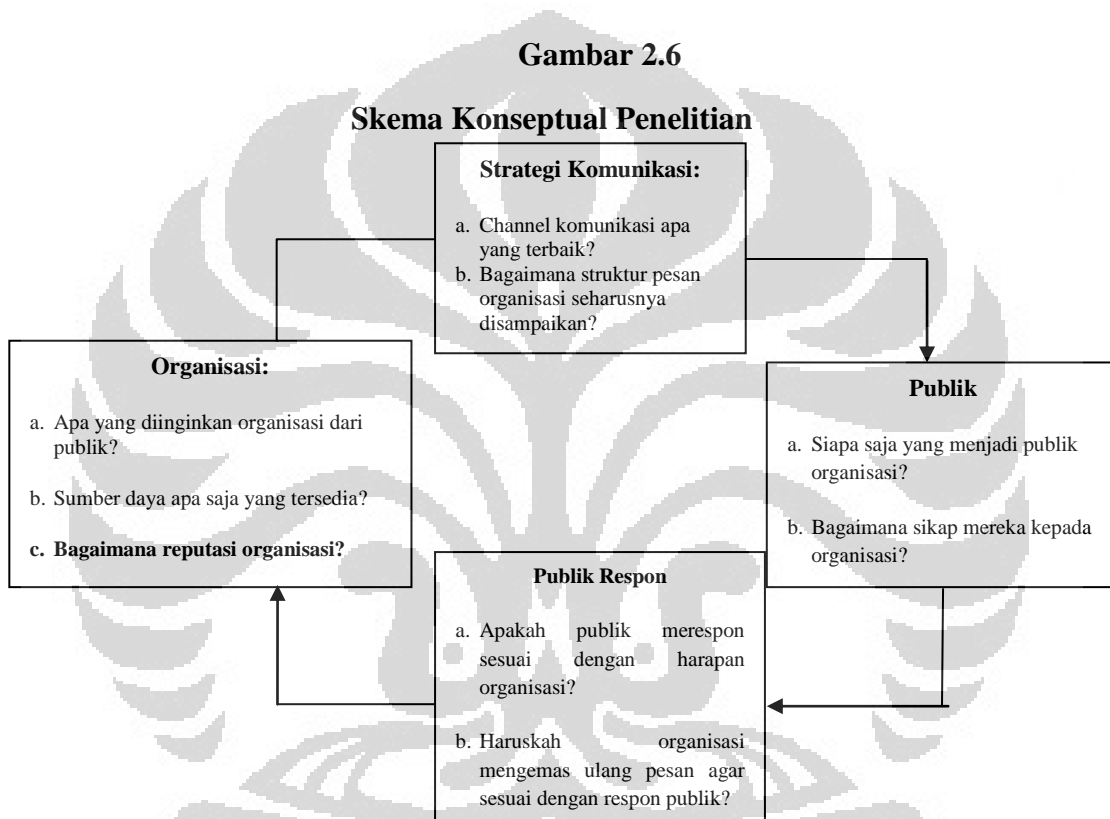 Gambar 2.6
Skema Konseptual Penelitian
Strategi Komunikasi:
a. Channel komunikasi apa
yang terbaik?
b. Bagaimana struktur pesan
organisasi seharusnya
disampaikan?
Organisasi:
a. Apa yang diinginkan organisasi dari
publik?
b. Sumber daya apa saja yang tersedia?
c. Bagaimana reputasi organisasi?
Publik
a. Siapa saja yang menjadi publik
organisasi?
b. Bagaimana sikap mereka kepada
organisasi?
Publik Respon
a. Apakah publik merespon
sesuai dengan harapan
organisasi?
b. Haruskah organisasi
mengemas ulang pesan agar
sesuai dengan respon publik?